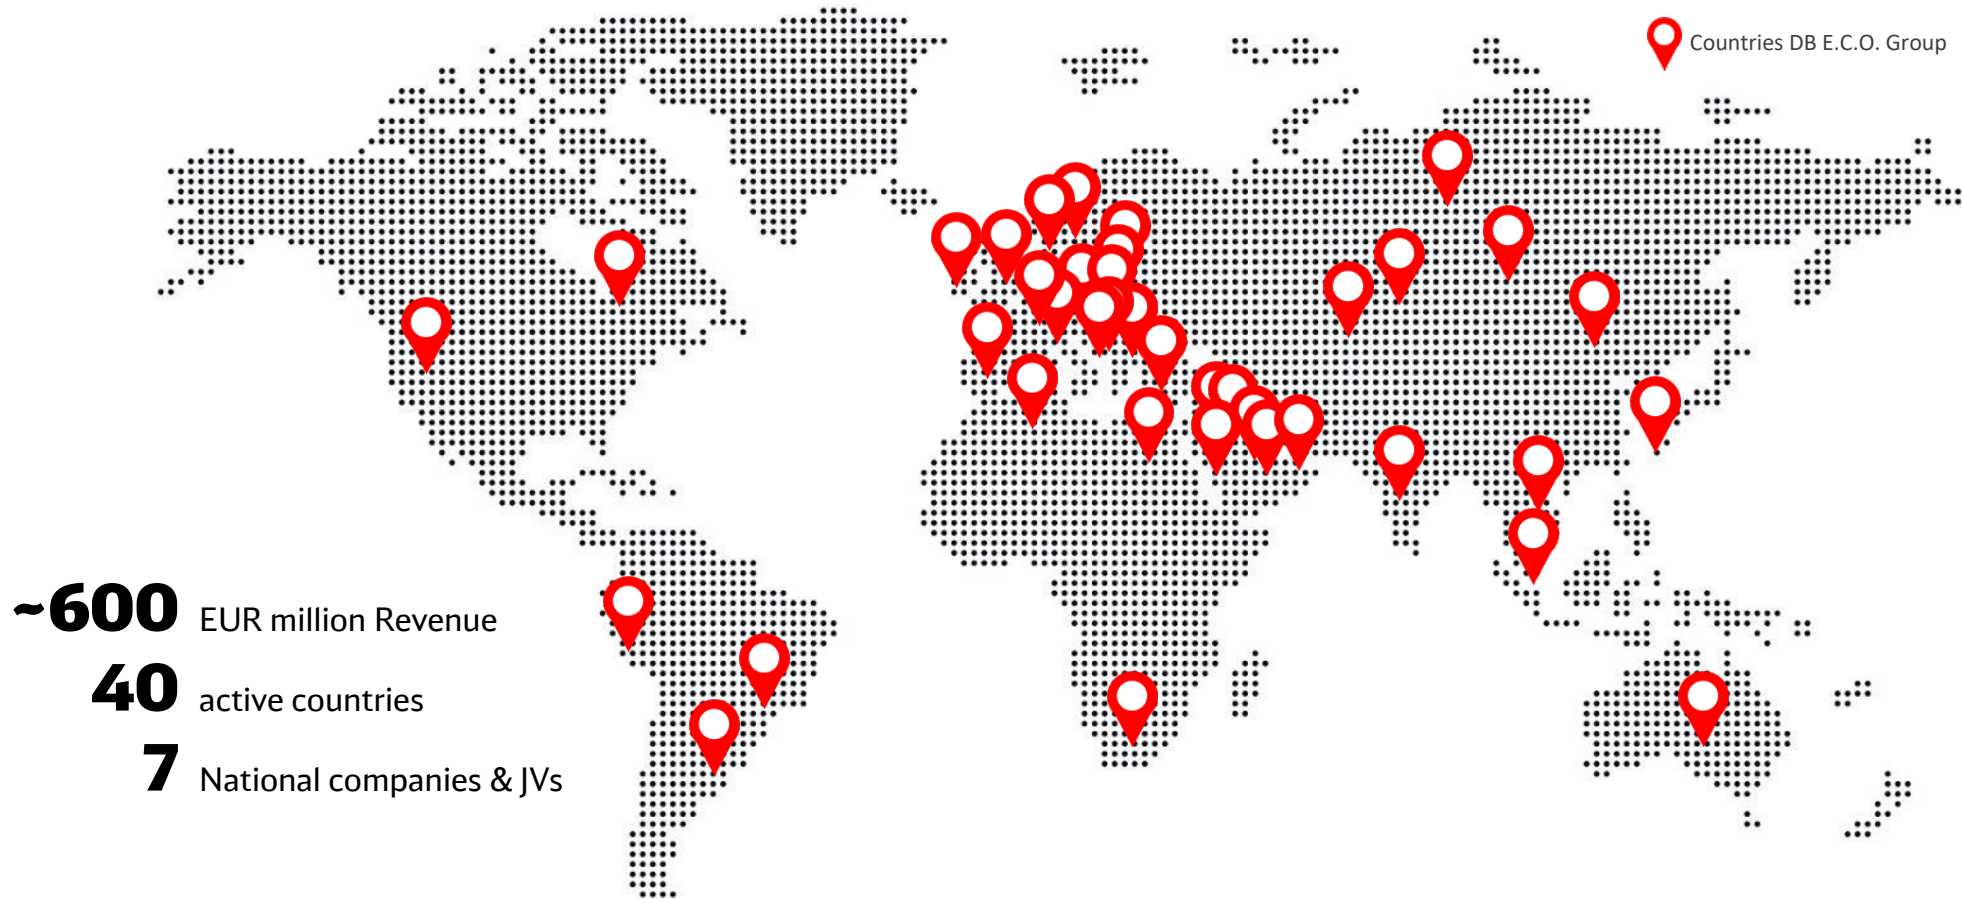 Countries DB E.C.O. Group
~600 EUR million Revenue
40 active countries
7 National companies & JVs